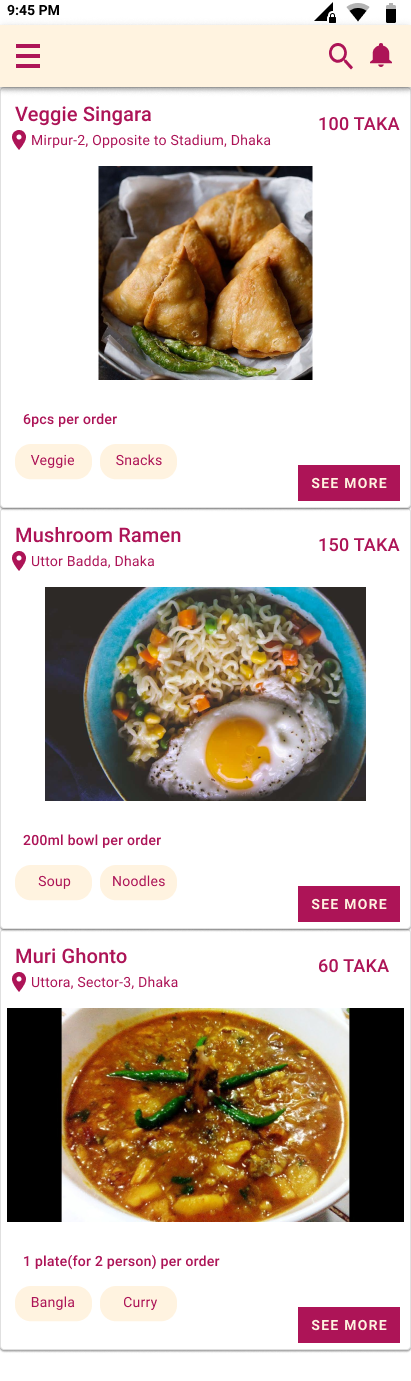 9:45 PM
Veggie Singara
100 TAKA
Mirpur-2, Opposite to Stadium, Dhaka
6pcs per order
Veggie
Snacks
SEE MORE
Mushroom Ramen
150 TAKA
Uttor Badda, Dhaka
200ml bowl per order
Soup
Noodles
SEE MORE
Muri Ghonto
60 TAKA
Uttora, Sector-3, Dhaka
1 plate(for 2 person) per order
Bangla
Curry
SEE MORE